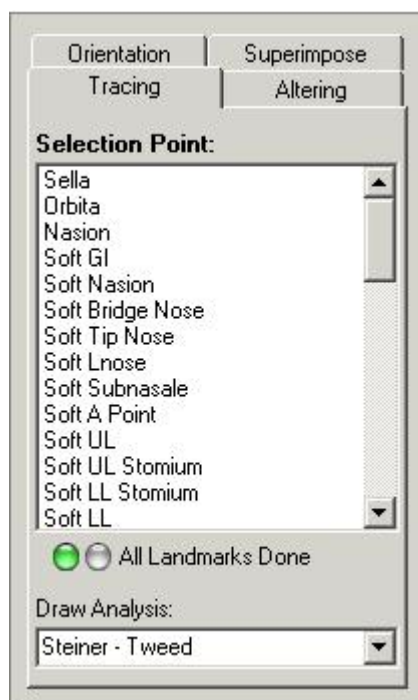 Orientation Superimpose
Tracing Altering
Selection Point:
Sella
Orbita
Nasion
Soft Gl
Soft Nasion
Soft Bridge Nose
Soft Tip Nose
Soft Lnose
Soft Subnasale
Soft A Point
Soft UL
Soft UL Stomium
Soft LL Stomium
Soft LL
All Landmarks Done
Draw Analysis:
Steiner - Tweed